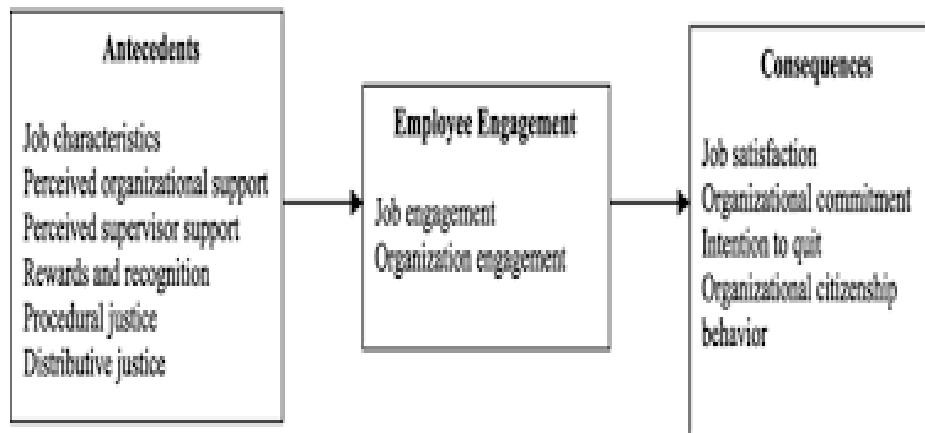 Antecedents
Job characteristics
Perceived organizational support
Perceived supervisor support
Rewards and recognition
Procedural justice
Distributive justice
Employee Engagement
Job engagement
Organization engagement
Consequences
Job satisfaction
Organizational commitment
Intention to quit
Organizational citizenship
behavior